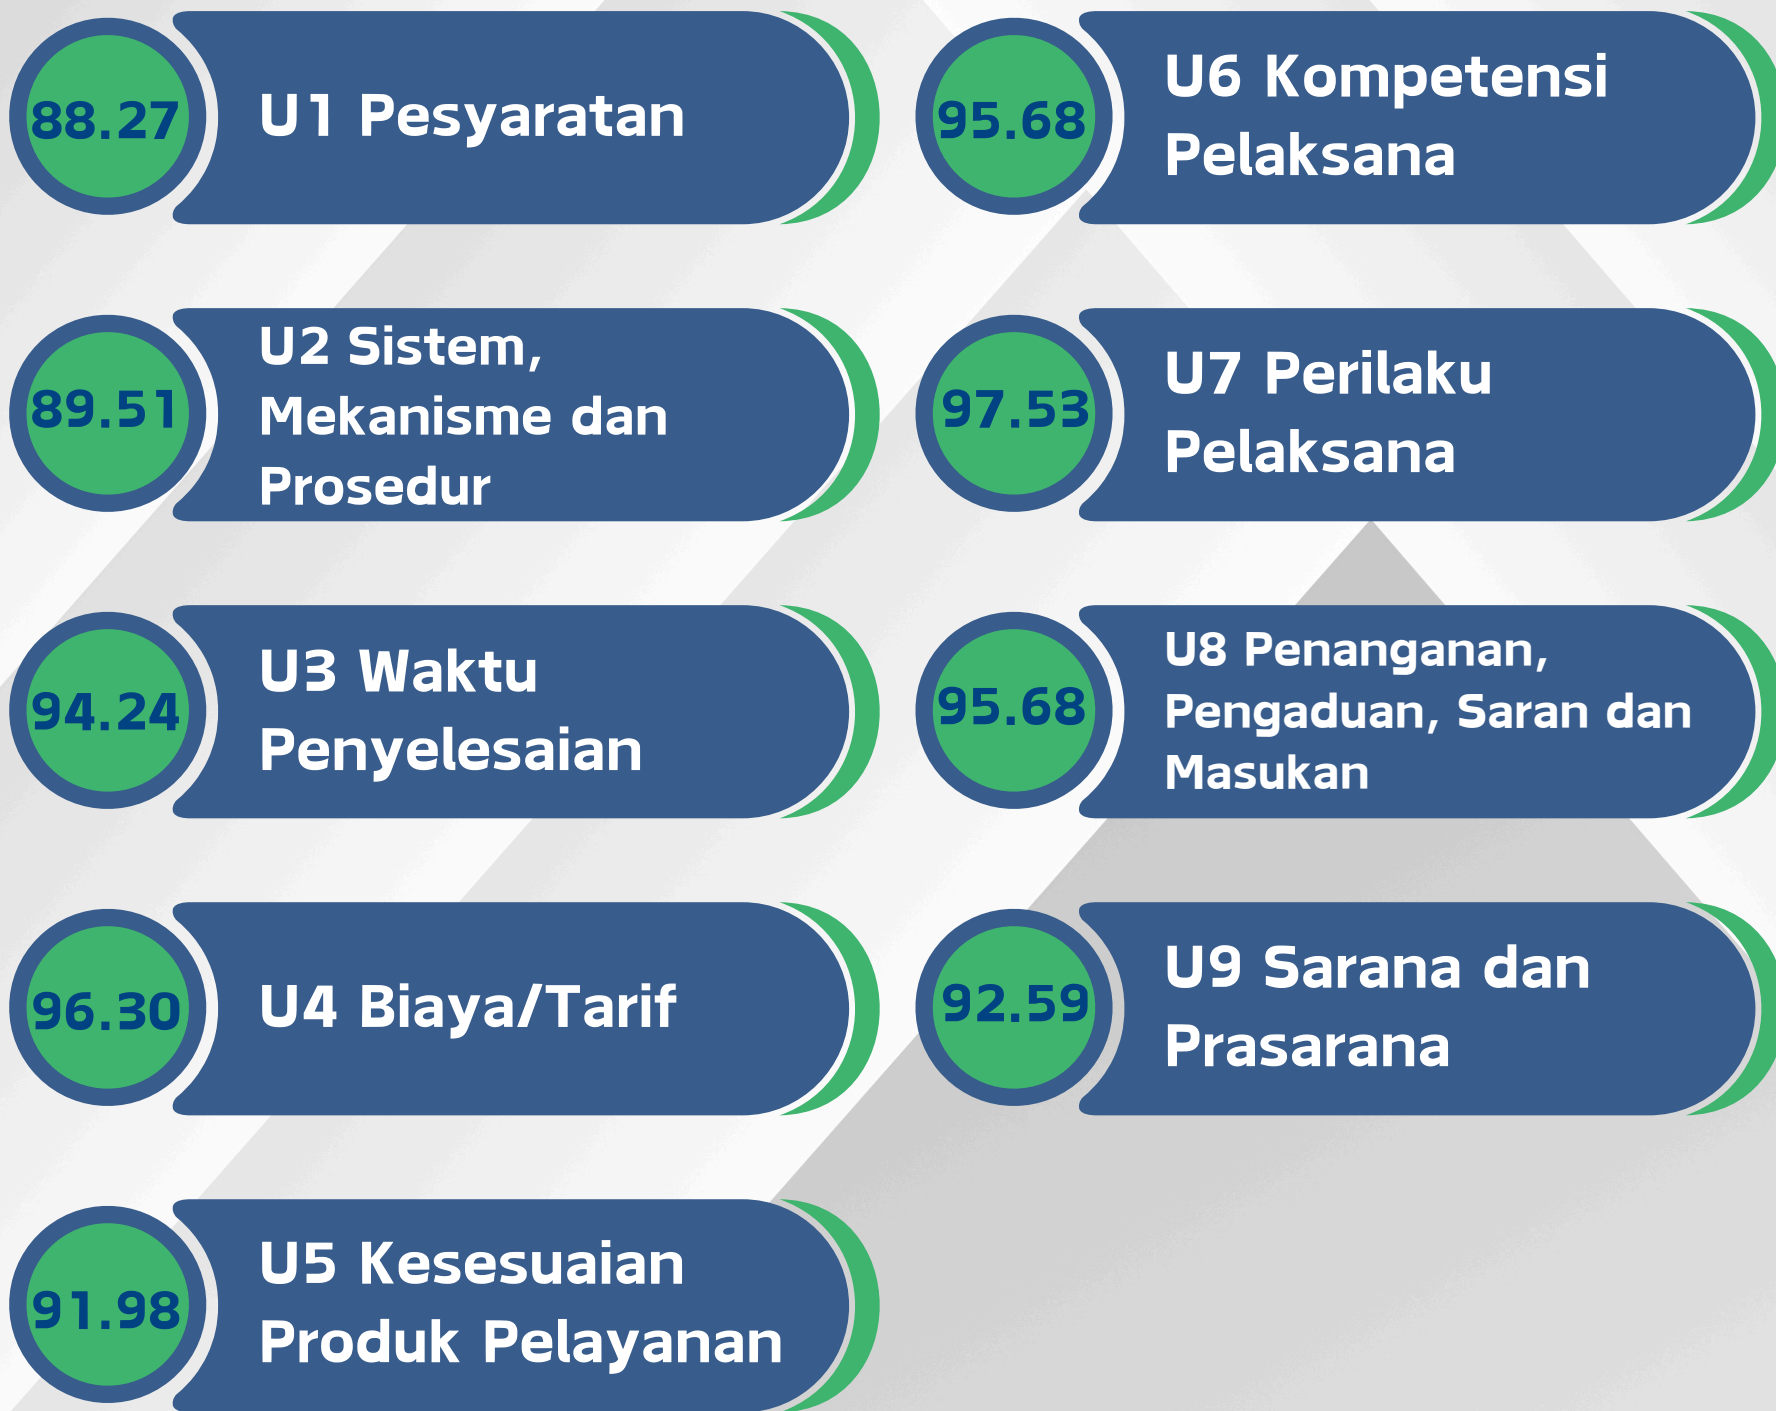 88.27
U1 Pesyaratan
89.51
U2 Sistem,
Mekanisme dan
Prosedur
94.24
U3 Waktu
Penyelesaian
96.30
U4 Biaya/Tarif
91.98
U5 Kesesuaian
Produk Pelayanan
95.68
U6 Kompetensi
Pelaksana
97.53
U7 Perilaku
Pelaksana
95.68
U8 Penanganan,
Pengaduan, Saran dan
Masukan
92.59
U9 Sarana dan
Prasarana